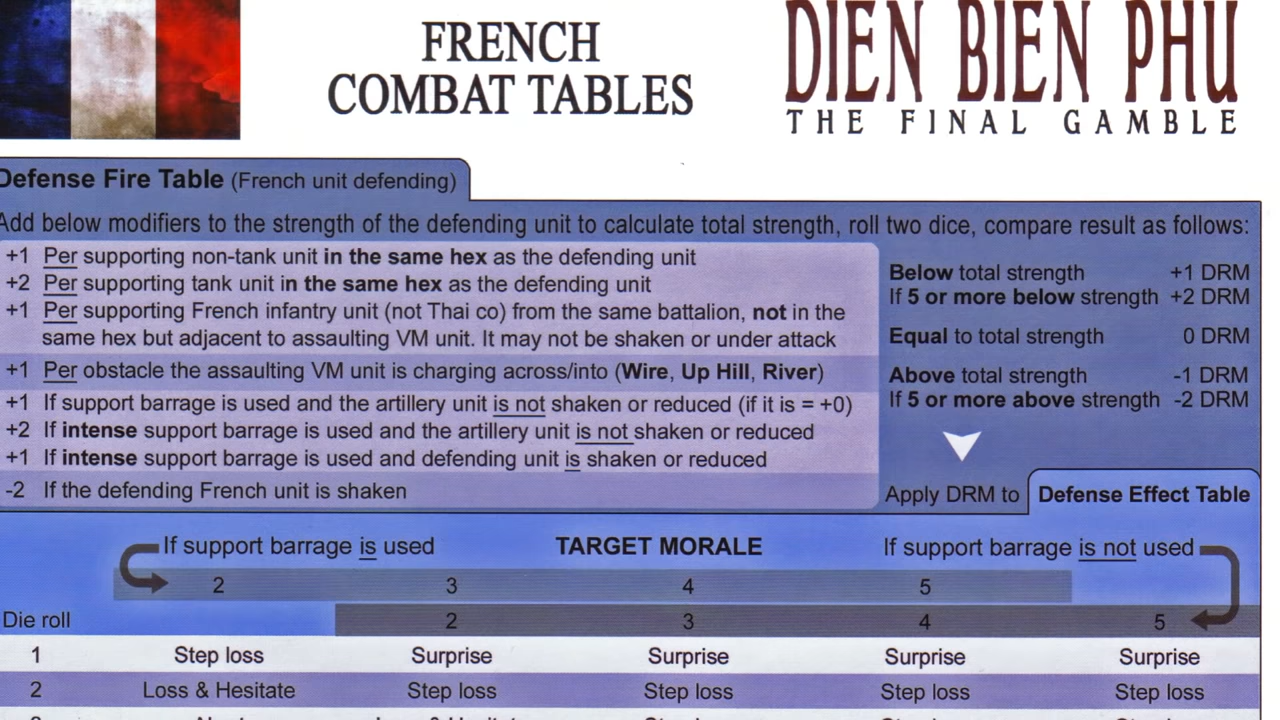 FRENCH
COMBAT TABLES
DIEN BIEN PHU
THE FINAL GAMBLE
Defense Fire Table (French unit defending)
Add below modifiers to the strength of the defending unit to calculate total strength, roll two dice, compare result as follows:
+1 Per supporting non-tank unit in the same hex as the defending unit
+2 Per supporting tank unit in the same hex as the defending unit
+1 Per supporting French infantry unit (not Thai co) from the same battalion, not in the
same hex but adjacent to assaulting VM unit. It may not be shaken or under attack
+1 Per obstacle the assaulting VM unit is charging across/into (Wire, Up Hill, River)
+1 If support barrage is used and the artillery unit is not shaken or reduced (if it is = +0)
+2 If intense support barrage is used and the artillery unit is not shaken or reduced
+1 If intense support barrage is used and defending unit is shaken or reduced
-2 If the defending French unit is shaken
Below total strength +1 DRM
If 5 or more below strength +2 DRM
Equal to total strength 0 DRM
Above total strength -1 DRM
If 5 or more above strength -2 DRM
Apply DRM to Defense Effect Table
If support barrage is used TARGET MORALE If support barrage is not used
2 3 4 5
Die roll 2 3 4 5
1 Step loss Surprise Surprise Surprise Surprise
2 Loss & Hesitate Step loss Step loss Step loss Step loss